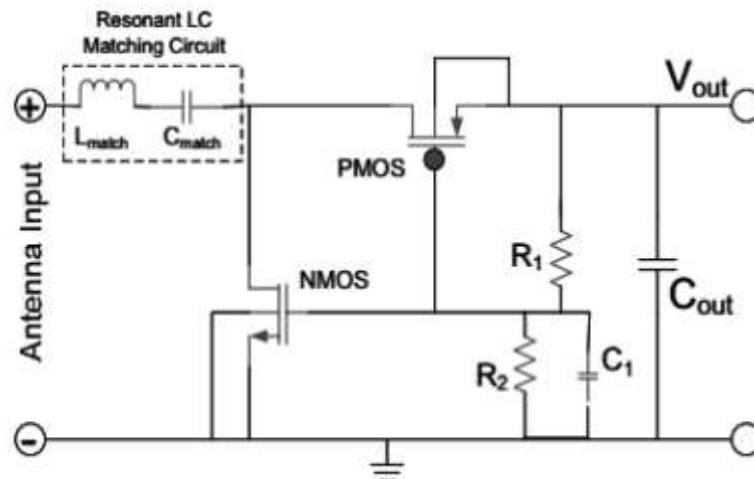 Resonant LC
Matching Circuit
+
L_match
C_match
V_out
PMOS
Antenna Input
NMOS
R_1
C_out
R_2
C_1
-